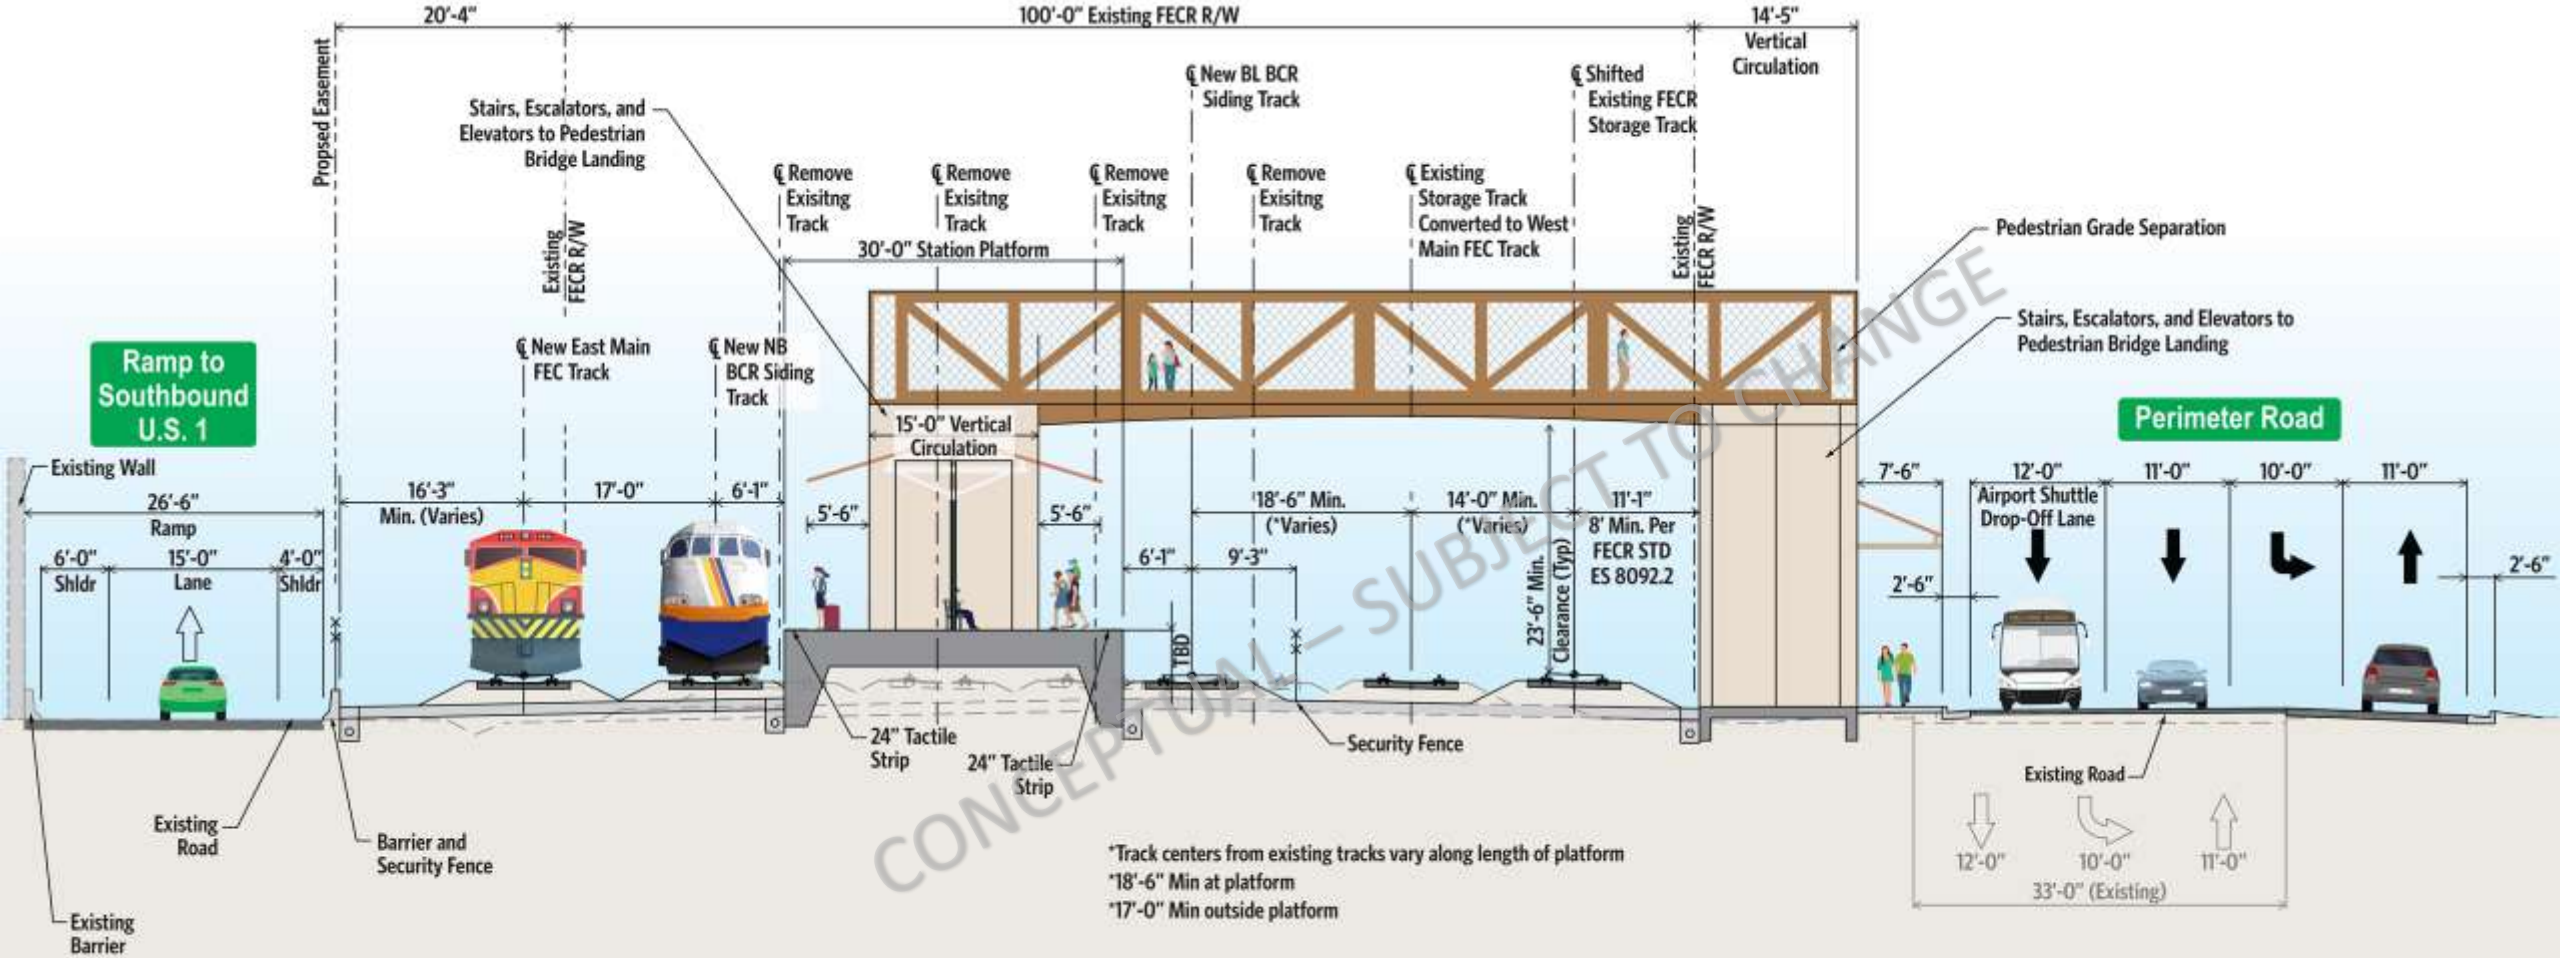 20'-4"
100'-0" Existing FECR R/W
14'-5"
Vertical
Circulation
Propsed Easement
Stairs, Escalators, and
Elevators to Pedestrian
Bridge Landing
℄ New BL BCR
Siding Track
℄ Shifted
Existing FECR
Storage Track
℄ Remove
Exisitng
Track
℄ Remove
Exisitng
Track
℄ Remove
Exisitng
Track
℄ Remove
Exisitng
Track
℄ Existing
Storage Track
Converted to West
Main FEC Track
Existing
FECR R/W
Existing
FECR R/W
30'-0" Station Platform
Pedestrian Grade Separation
Stairs, Escalators, and Elevators to
Pedestrian Bridge Landing
Ramp to
Southbound
U.S. 1
℄ New East Main
FEC Track
℄ New NB
BCR Siding
Track
15'-0" Vertical
Circulation
Perimeter Road
Existing Wall
26'-6"
Ramp
6'-0"
Shldr
15'-0"
Lane
4'-0"
Shldr
16'-3"
Min. (Varies)
17'-0"
6'-1"
5'-6"
5'-6"
6'-1"
9'-3"
18'-6" Min.
(*Varies)
14'-0" Min.
(*Varies)
11'-1"
8' Min. Per
FECR STD
ES 8092.2
23'-6" Min.
Clearance (Typ)
TBD
7'-6"
2'-6"
12'-0"
Airport Shuttle
Drop-Off Lane
11'-0"
10'-0"
11'-0"
2'-6"
24" Tactile
Strip
24" Tactile
Strip
Security Fence
Existing Road
Existing
Road
Barrier and
Security Fence
Existing
Barrier
12'-0"
10'-0"
11'-0"
33'-0" (Existing)
*Track centers from existing tracks vary along length of platform
*18'-6" Min at platform
*17'-0" Min outside platform
CONCEPTUAL – SUBJECT TO CHANGE